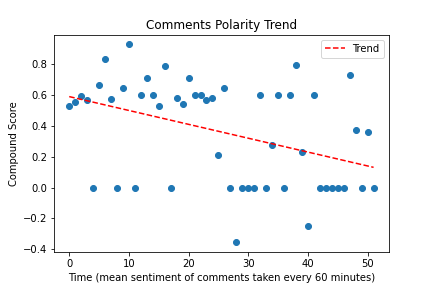 Comments Polarity Trend
Trend
Compound Score
0.8
0.6
0.4
0.2
0.0
−0.2
−0.4
0 10 20 30 40 50
Time (mean sentiment of comments taken every 60 minutes)